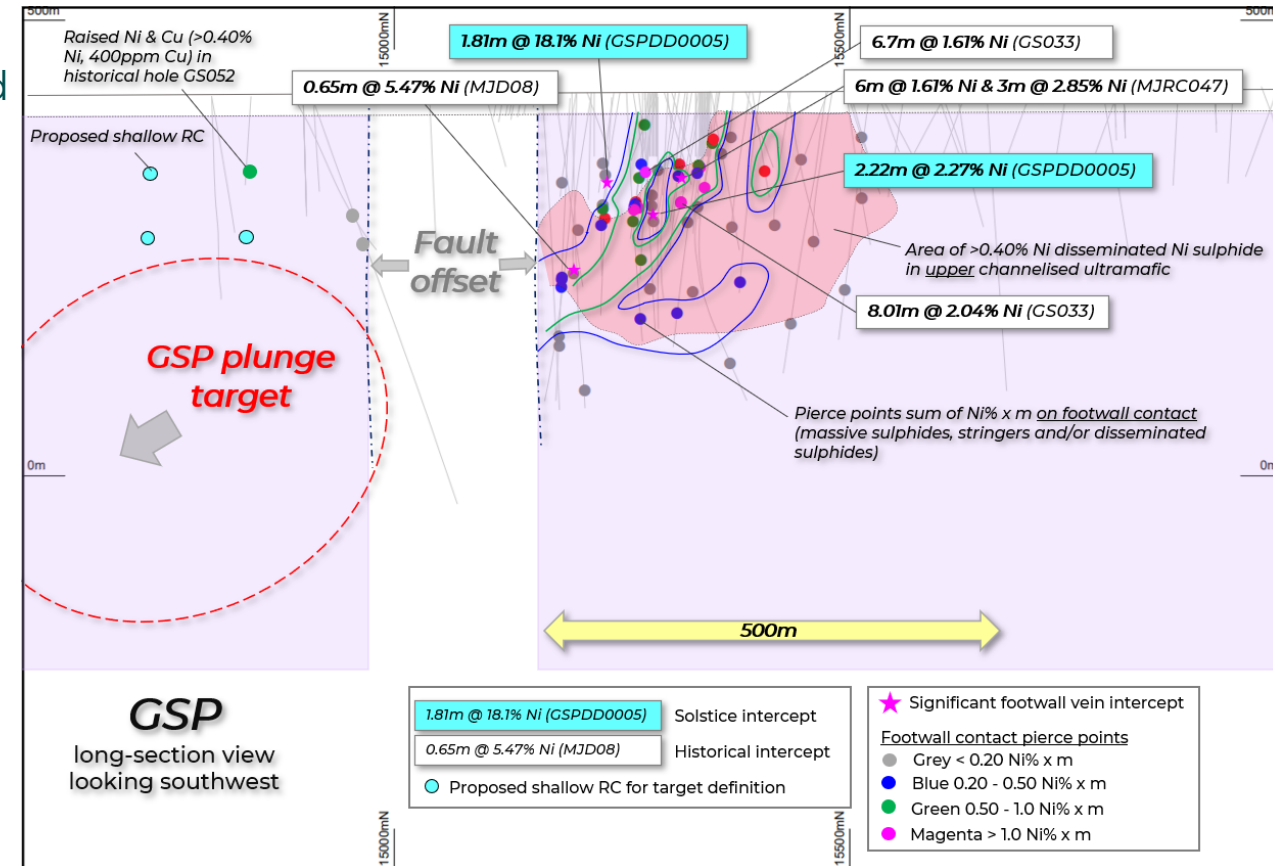 500m
15000mN
15500mN
500m
d
Raised Ni & Cu (>0.40%
Ni, 400ppm Cu) in
historical hole GS052
1.81m @ 18.1% Ni (GSPDD0005)
6.7m @ 1.61% Ni (GS033)
0.65m @ 5.47% Ni (MJD08)
6m @ 1.61% Ni & 3m @ 2.85% Ni (MJRC047)
Proposed shallow RC
2.22m @ 2.27% Ni (GSPDD0005)
Fault
offset
Area of >0.40% Ni disseminated Ni sulphide
in upper channelised ultramafic
8.01m @ 2.04% Ni (GS033)
GSP plunge
target
Pierce points sum of Ni% x m on footwall contact
(massive sulphides, stringers and/or disseminated
sulphides)
0m
0m
500m
GSP
long-section view
looking southwest
1.81m @ 18.1% Ni (GSPDD0005) Solstice intercept
0.65m @ 5.47% Ni (MJD08) Historical intercept
Proposed shallow RC for target definition
Significant footwall vein intercept
Footwall contact pierce points
Grey < 0.20 Ni% x m
Blue 0.20 - 0.50 Ni% x m
Green 0.50 - 1.0 Ni% x m
Magenta > 1.0 Ni% x m
15000mN
15500mN